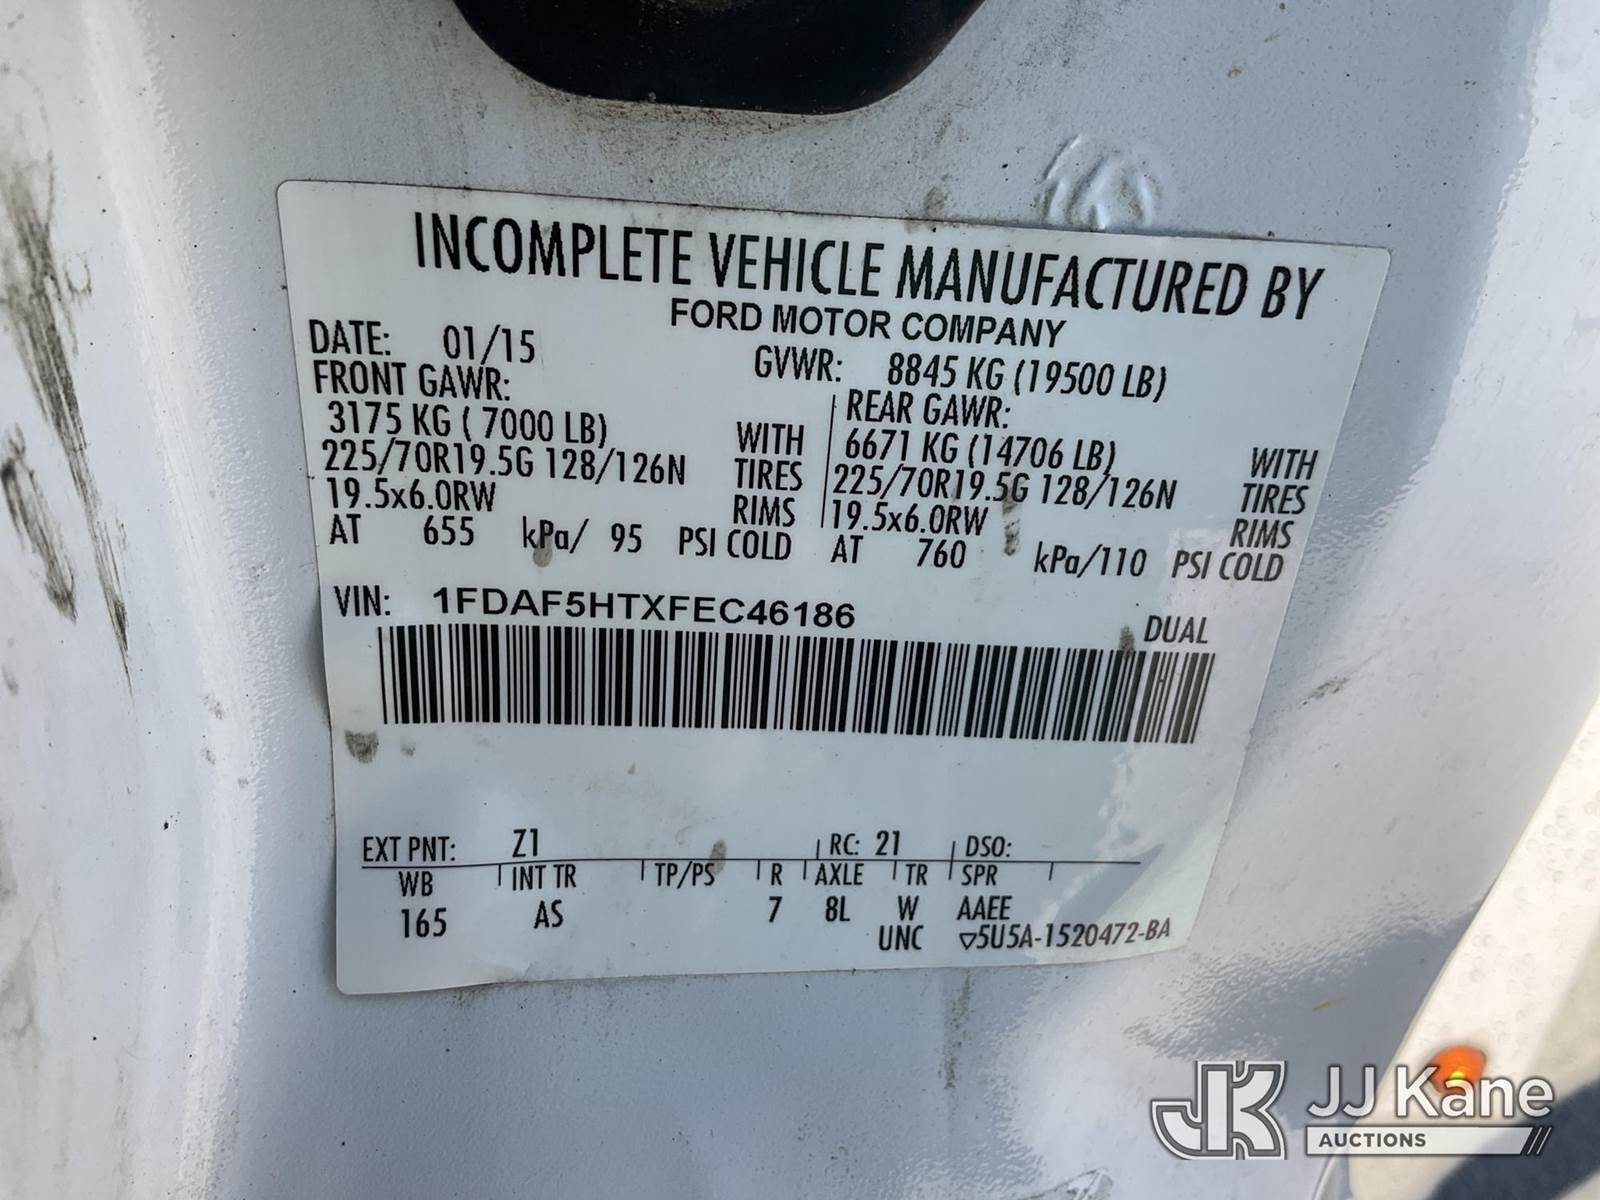 INCOMPLETE VEHICLE MANUFACTURED BY
FORD MOTOR COMPANY
DATE: 01/15 GVWR: 8845 KG (19500 LB)
FRONT GAWR: REAR GAWR:
3175 KG ( 7000 LB) WITH 6671 KG (14706 LB) WITH
225/70R19.5G 128/126N TIRES 225/70R19.5G 128/126N TIRES
19.5x6.0RW RIMS 19.5x6.0RW RIMS
AT 655 kPa/ 95 PSI COLD AT 760 kPa/110 PSI COLD
VIN: 1FDAF5HTXFEC46186 DUAL
EXT PNT: Z1 RC: 21 DSO:
WB INT TR TP/PS R AXLE TR SPR
165 AS 7 8L W AAEE
UNC ▽5U5A-1520472-BA
JK JJ Kane
AUCTIONS